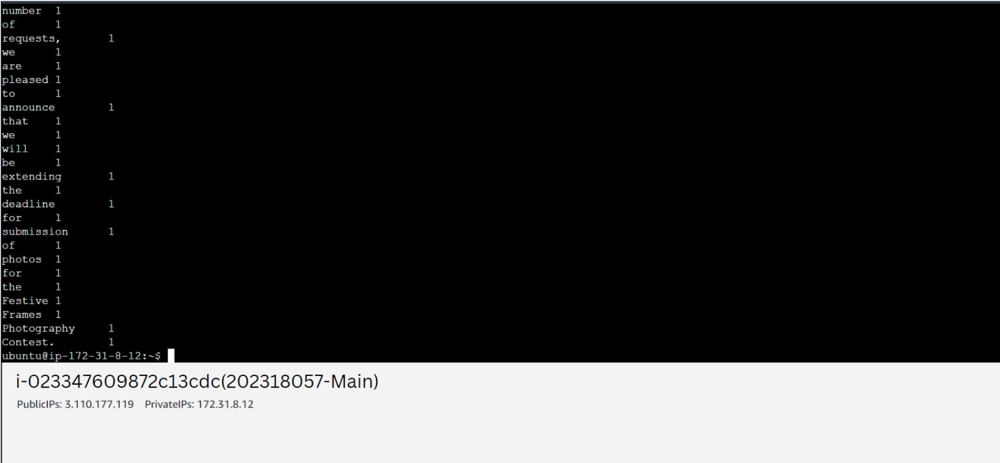 number 1
of 1
requests, 1
we 1
are 1
pleased 1
to 1
announce 1
that 1
we 1
will 1
be 1
extending 1
the 1
deadline 1
for 1
submission 1
of 1
photos 1
for 1
the 1
Festive 1
Frames 1
Photography 1
Contest. 1
ubuntu@ip-172-31-8-12:~$
i-023347609872c13cdc(202318057-Main)
PublicIPs: 3.110.177.119 PrivateIPs: 172.31.8.12